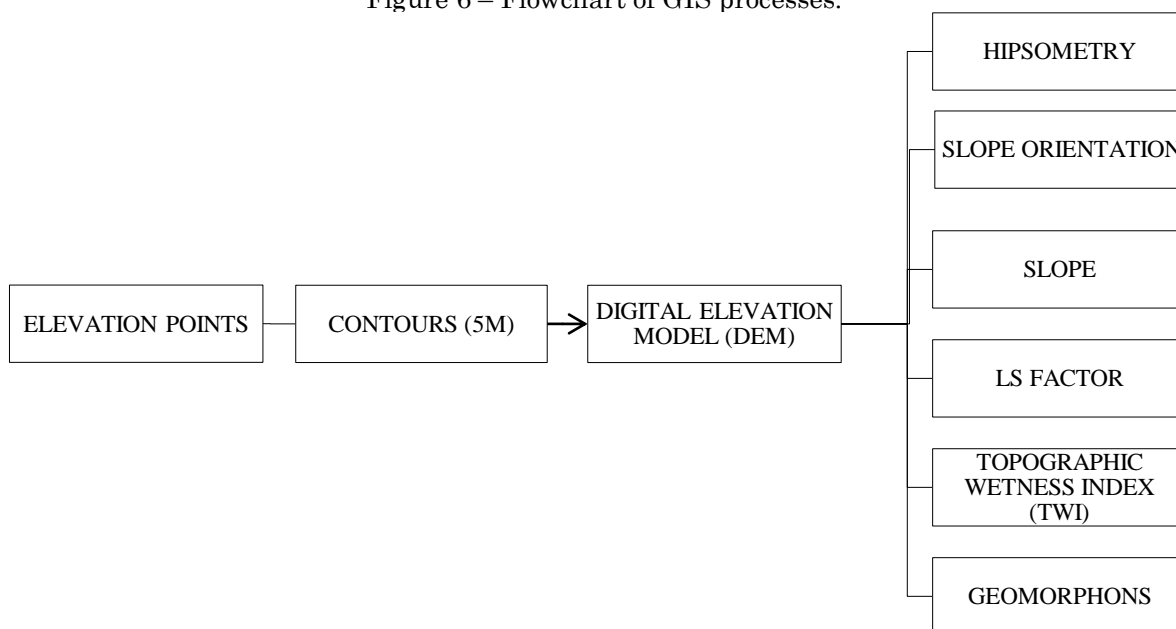 Figure 6 – Flowchart of GIS processes.
HIPSOMETRY
SLOPE ORIENTATION
SLOPE
ELEVATION POINTS
CONTOURS (5M)
DIGITAL ELEVATION
MODEL (DEM)
LS FACTOR
TOPOGRAPHIC
WETNESS INDEX
(TWI)
GEOMORPHONS